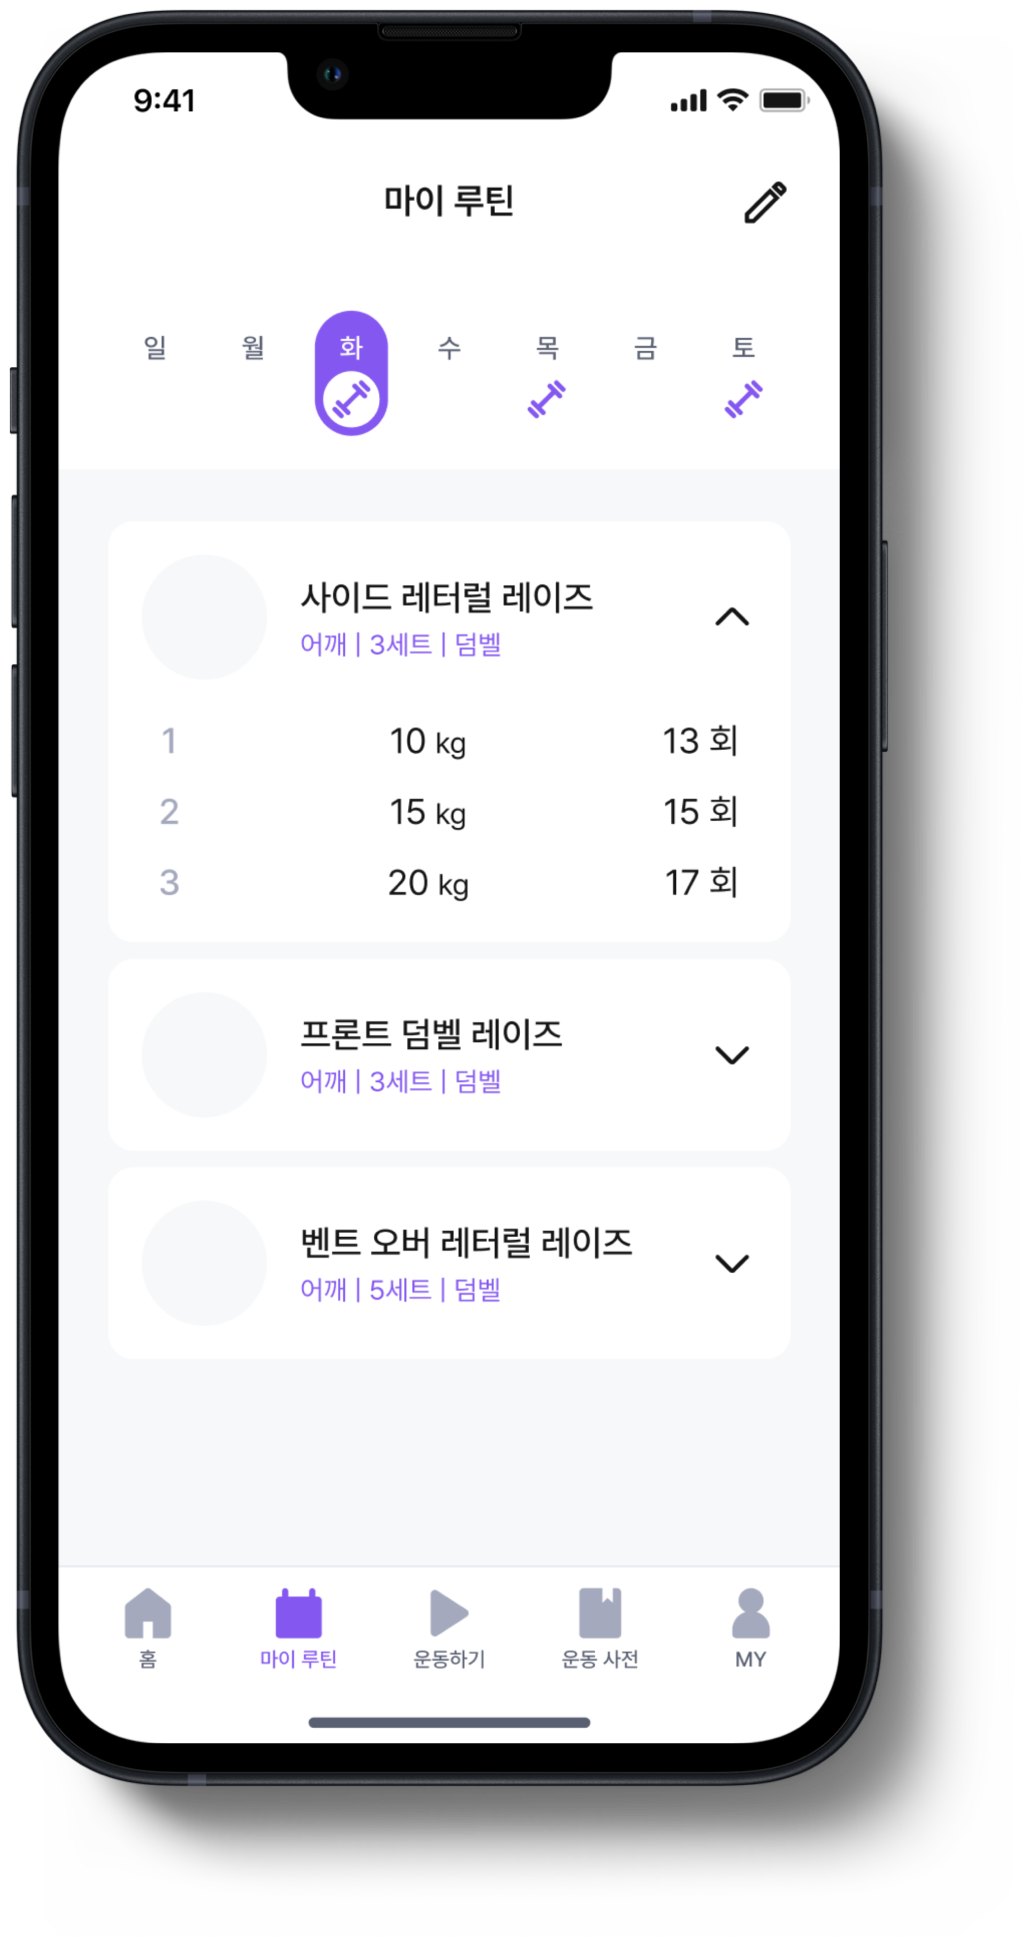 9:41
마이 루틴
일 월 화 수 목 금 토
사이드 레터럴 레이즈
어깨 | 3세트 | 덤벨
1 10 kg 13 회
2 15 kg 15 회
3 20 kg 17 회
프론트 덤벨 레이즈
어깨 | 3세트 | 덤벨
벤트 오버 레터럴 레이즈
어깨 | 5세트 | 덤벨
홈 마이 루틴 운동하기 운동 사전 MY